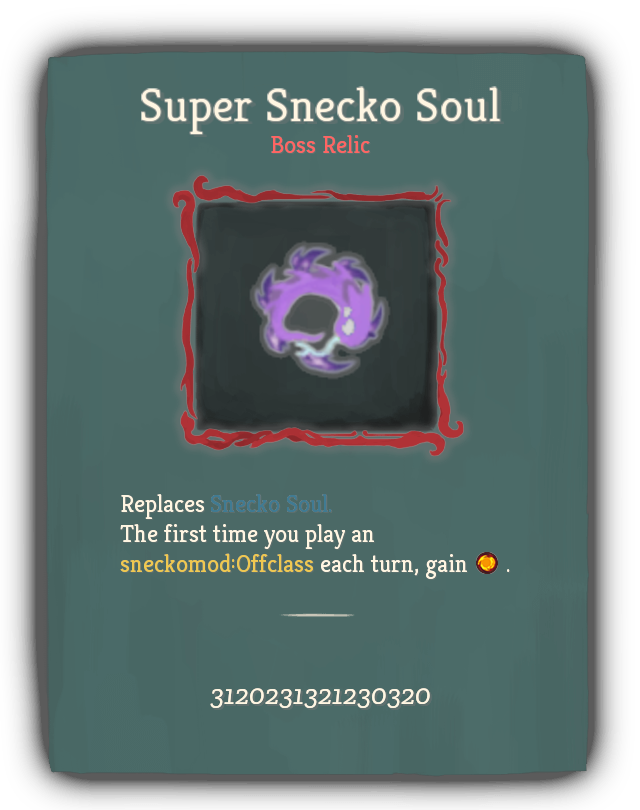 Super Snecko Soul
Boss Relic
Replaces Snecko Soul.
The first time you play an
sneckomod:Offclass each turn, gain .
3120231321230320